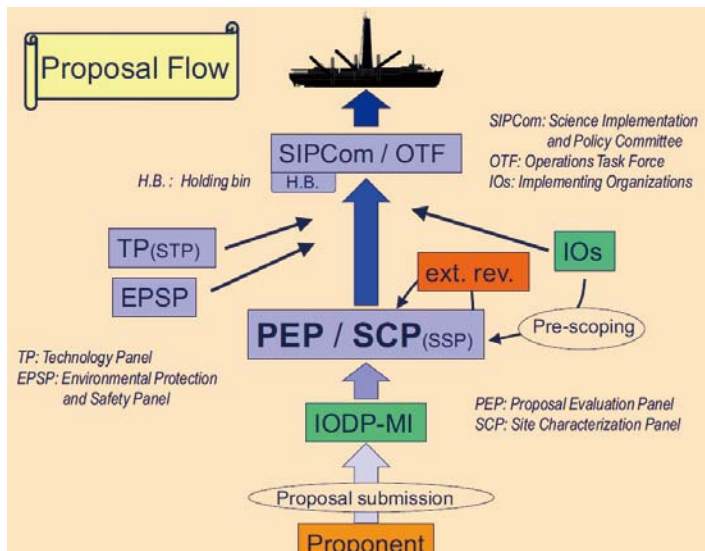 Proposal Flow
SIPCom: Science Implementation
and Policy Committee
OTF: Operations Task Force
IOs: Implementing Organizations
SIPCom / OTF
H.B. : Holding bin
H.B.
TP(STP)
IOs
ext. rev.
EPSP
PEP / SCP(SSP)
Pre-scoping
TP: Technology Panel
EPSP: Environmental Protection
and Safety Panel
PEP: Proposal Evaluation Panel
SCP: Site Characterization Panel
IODP-MI
Proposal submission
Proponent